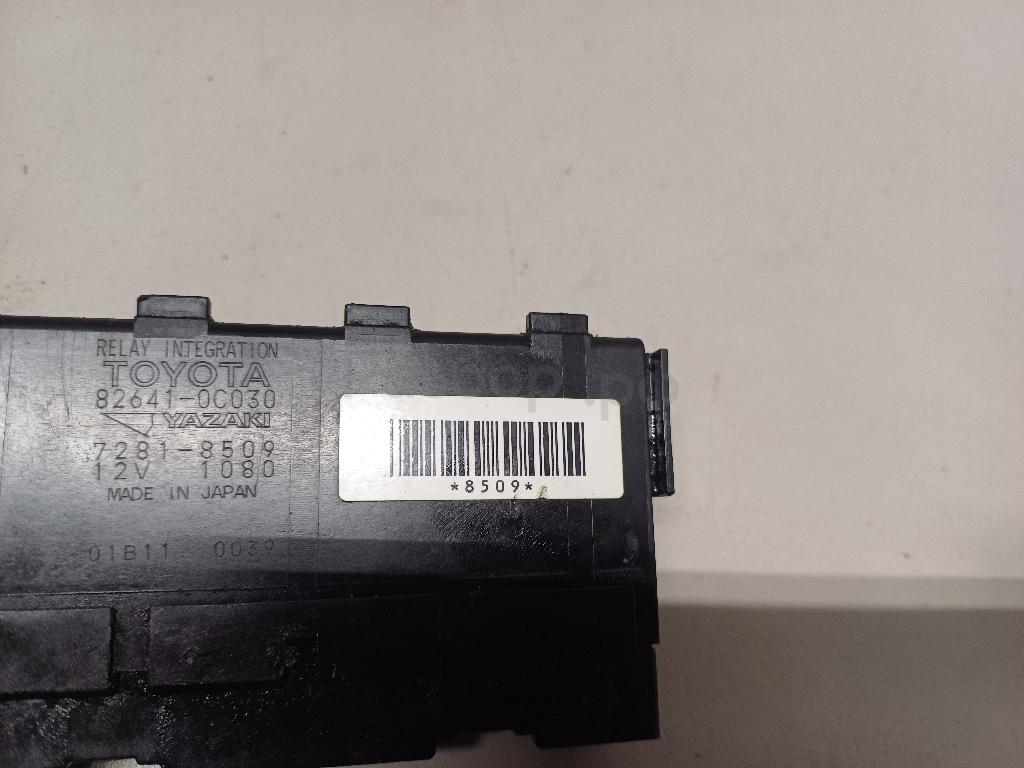 RELAY INTEGRATION
TOYOTA
82641-0C030
YAZAKI
7281-8509
12V 1080
MADE IN JAPAN
01B11 0039
*8509*